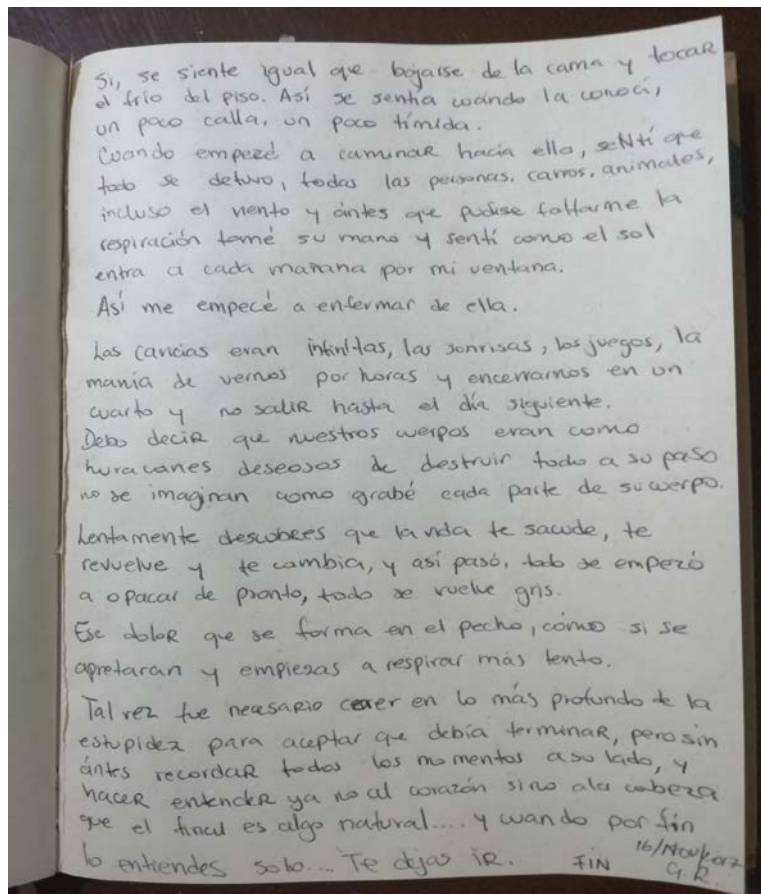 Si, se siente igual que bajarse de la cama y tocar
el frio del piso. Así se sentia cuando la conocí,
un poco calla, un poco tímida.
Cuando empezé a caminar hacia ella, sentí que
todo se detuvo, todas las personas, carros, animales,
incluso el viento y ántes que pudise faltarme la
respiración tomé su mano y sentí como el sol
entra a cada mañana por mi ventana.
Así me empecé a enfermar de ella.
Las caricias eran infinitas, las sonrisas, los juegos, la
manía de vernos por horas y encerrarnos en un
cuarto y no salir hasta el día siguiente.
Debo decir que nuestros cuerpos eran como
huracanes deseosos de destruir todo a su paso
no se imaginan como grabé cada parte de su cuerpo.
Lentamente descubres que la vida te sacude, te
revuelve y te cambia, y así pasó, todo se empezó
a opacar de pronto, todo se vuelve gris.
Ese dolor que se forma en el pecho, cómo si se
apretaran y empiesas a respirar más lento.
Tal vez fue necesario caer en lo más profundo de la
estupidez para aceptar que debía terminar, pero sin
ántes recordar todos los momentos a su lado, y
hacer entender ya no al corazón sino ala cabeza
que el final es algo natural.... y cuando por fin
lo entiendes solo... Te dejas ir. FIN 16/Nov
G.R.